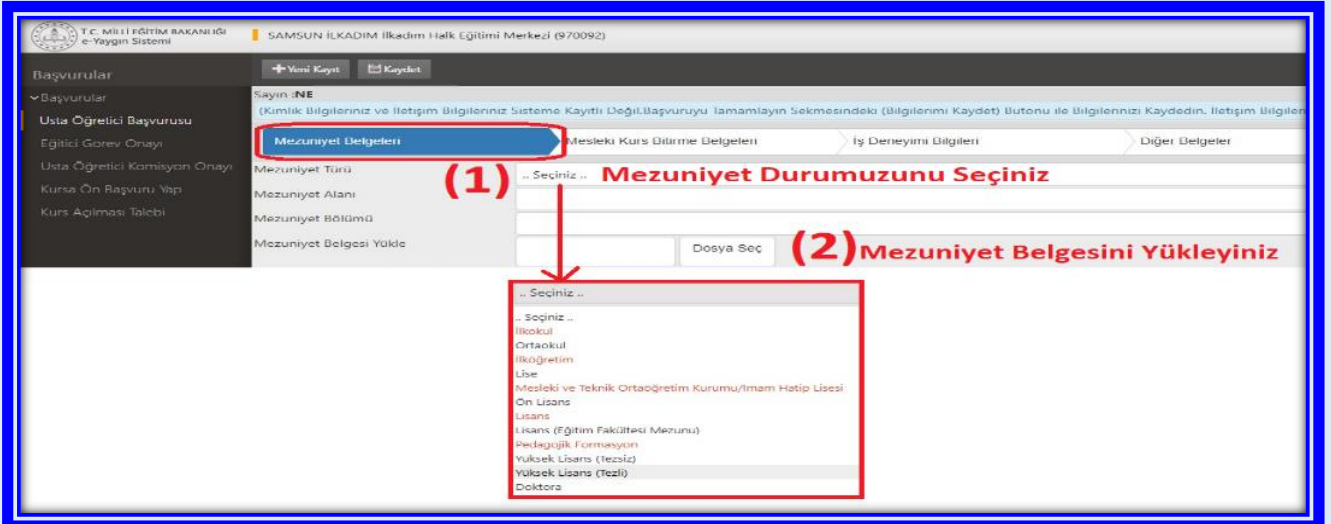 T.C. MİLLİ EĞİTİM BAKANLIĞI
e-Yaygın Sistemi
SAMSUN İLKADIM İlkadım Halk Eğitimi Merkezi (970092)
Başvurular
Yeni Kayıt
Kaydet
Başvurular
Usta Öğretici Başvurusu
Eğitici Görev Onayı
Usta Öğretici Komisyon Onayı
Kursa Ön Başvuru Yap
Kurs Açılması Talebi
Sayın :NE
(Kimlik Bilgileriniz ve İletişim Bilgileriniz Sisteme Kayıtlı Değil.Başvuruyu Tamamlayın Sekmesindeki (Bilgilerimi Kaydet) Butonu ile Bilgilerinizi Kaydedin. İletişim Bilgiler
Mezuniyet Belgeleri
Mesleki Kurs Bitirme Belgeleri
İş Deneyimi Bilgileri
Diğer Belgeler
Mezuniyet Türü
(1)
.. Seçiniz ..
Mezuniyet Durumuzunu Seçiniz
Mezuniyet Alanı
Mezuniyet Bölümü
Mezuniyet Belgesi Yükle
Dosya Seç
(2) Mezuniyet Belgesini Yükleyiniz
.. Seçiniz ..
.. Seçiniz ..
İlkokul
Ortaokul
İlköğretim
Lise
Mesleki ve Teknik Ortaöğretim Kurumu/İmam Hatip Lisesi
Ön Lisans
Lisans
Lisans (Eğitim Fakültesi Mezunu)
Pedagojik Formasyon
Yüksek Lisans (Tezsiz)
Yüksek Lisans (Tezli)
Doktora